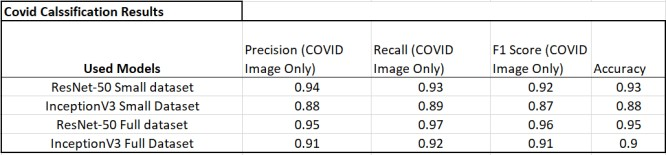 Covid Calssification Results
Used Models Precision (COVID Image Only) Recall (COVID Image Only) F1 Score (COVID Image Only) Accuracy
ResNet-50 Small dataset 0.94 0.93 0.92 0.93
InceptionV3 Small Dataset 0.88 0.89 0.87 0.88
ResNet-50 Full dataset 0.95 0.97 0.96 0.95
InceptionV3 Full Dataset 0.91 0.92 0.91 0.9